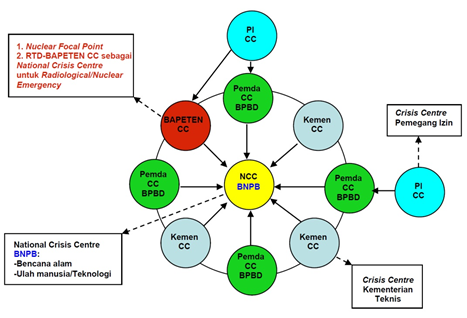 1. Nuclear Focal Point
2. RTD-BAPETEN CC sebagai
National Crisis Centre
untuk Radiological/Nuclear
Emergency
PI
CC
Pemda
CC
BPBD
BAPETEN
CC
Kemen
CC
Crisis Centre
Pemegang Izin
Pemda
CC
BPBD
NCC
BNPB
Pemda
CC
BPBD
PI
CC
National Crisis Centre
BNPB:
-Bencana alam
-Ulah manusia/Teknologi
Kemen
CC
Pemda
CC
BPBD
Kemen
CC
Crisis Centre
Kementerian
Teknis